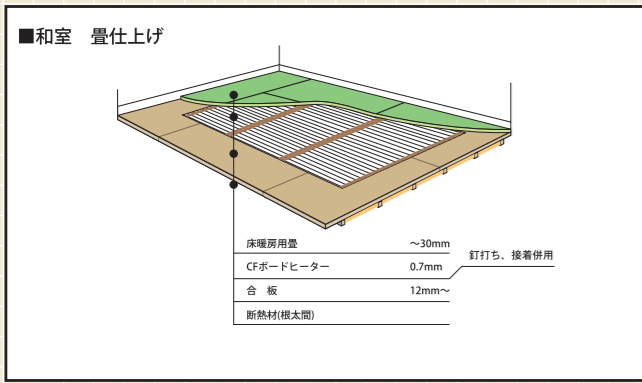 ■和室　畳仕上げ
床暖房用畳　～30mm
CFボードヒーター　0.7mm
釘打ち、接着併用
合　板　12mm～
断熱材(根太間)